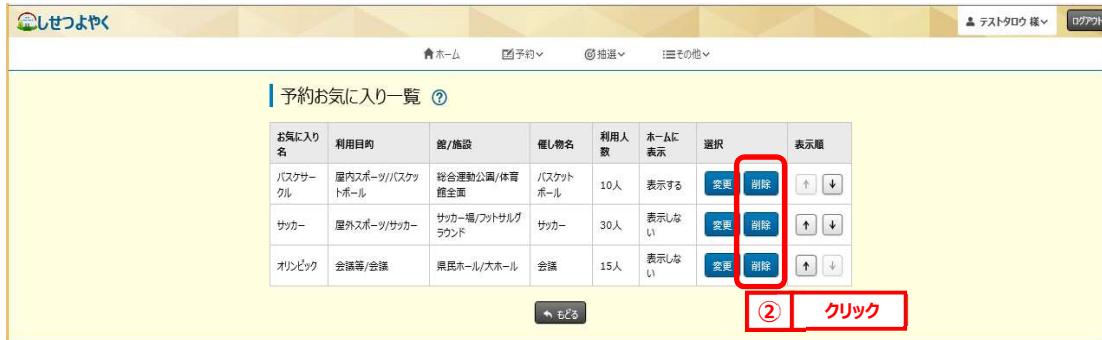 しせつよやく
テストタロウ 様
ログアウト
ホーム 予約 抽選 その他
予約お気に入り一覧 ?
お気に入り名 利用目的 館/施設 催し物名 利用人数 ホームに表示 選択 表示順
バスケサークル 屋内スポーツ/バスケットボール 総合運動公園/体育館全面 バスケットボール 10人 表示する 変更 削除 ↑ ↓
サッカー 屋外スポーツ/サッカー サッカー場/フットサルグラウンド サッカー 30人 表示しない 変更 削除 ↑ ↓
オリンピック 会議等/会議 県民ホール/大ホール 会議 15人 表示しない 変更 削除 ↑ ↓
もどる
② クリック